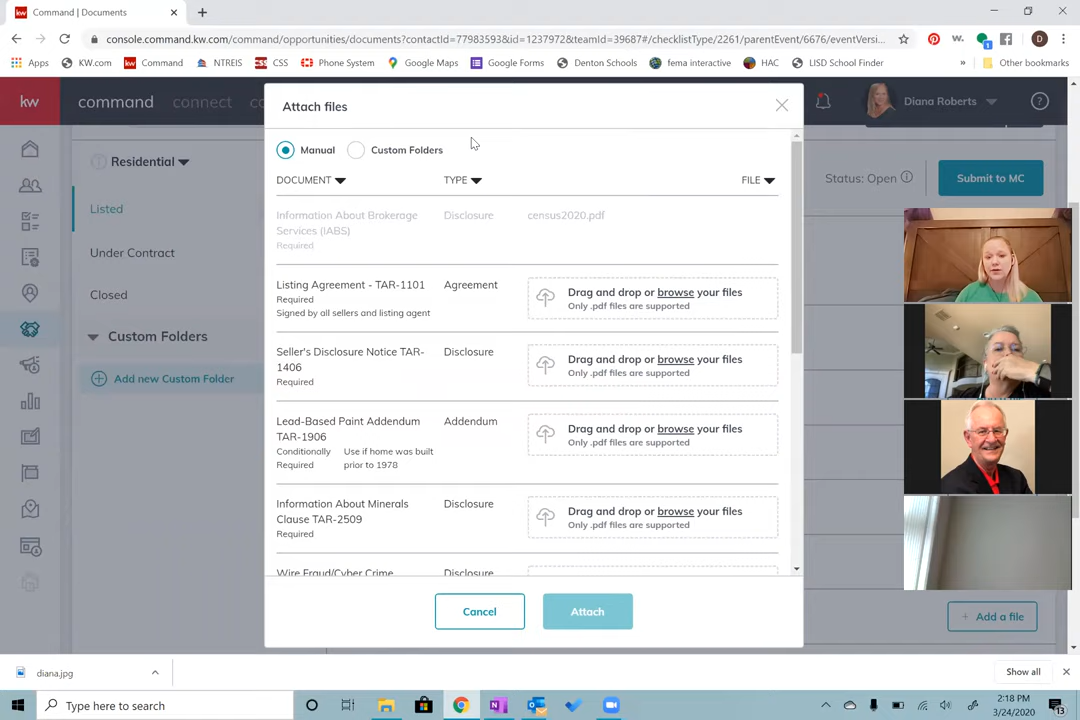 Command | Documents
console.command.kw.com/command/opportunities/documents?contactId=77983593&id=1237972&teamId=39687#/checklistType/2261/parentEvent/6676/eventVersi...
D
Apps
KW.com
kw
Command
NTREIS
CSS
Phone System
Google Maps
Google Forms
Denton Schools
fema interactive
HAC
LISD School Finder
»
Other bookmarks
kw
command
connect
Diana Roberts
Attach files
Residential
Listed
Under Contract
Closed
Custom Folders
Add new Custom Folder
Status: Open
Submit to MC
Manual
Custom Folders
DOCUMENT
TYPE
FILE
Information About Brokerage
Services (IABS)
Required
Disclosure
census2020.pdf
Listing Agreement - TAR-1101
Required
Signed by all sellers and listing agent
Agreement
Drag and drop or browse your files
Only .pdf files are supported
Seller's Disclosure Notice TAR-
1406
Required
Disclosure
Drag and drop or browse your files
Only .pdf files are supported
Lead-Based Paint Addendum
TAR-1906
Conditionally
Required
Use if home was built
prior to 1978
Addendum
Drag and drop or browse your files
Only .pdf files are supported
Information About Minerals
Clause TAR-2509
Required
Disclosure
Drag and drop or browse your files
Only .pdf files are supported
Wire Fraud/Cyber Crime
Disclosure
Cancel
Attach
+ Add a file
diana.jpg
Show all
Type here to search
2:18 PM
3/24/2020
13